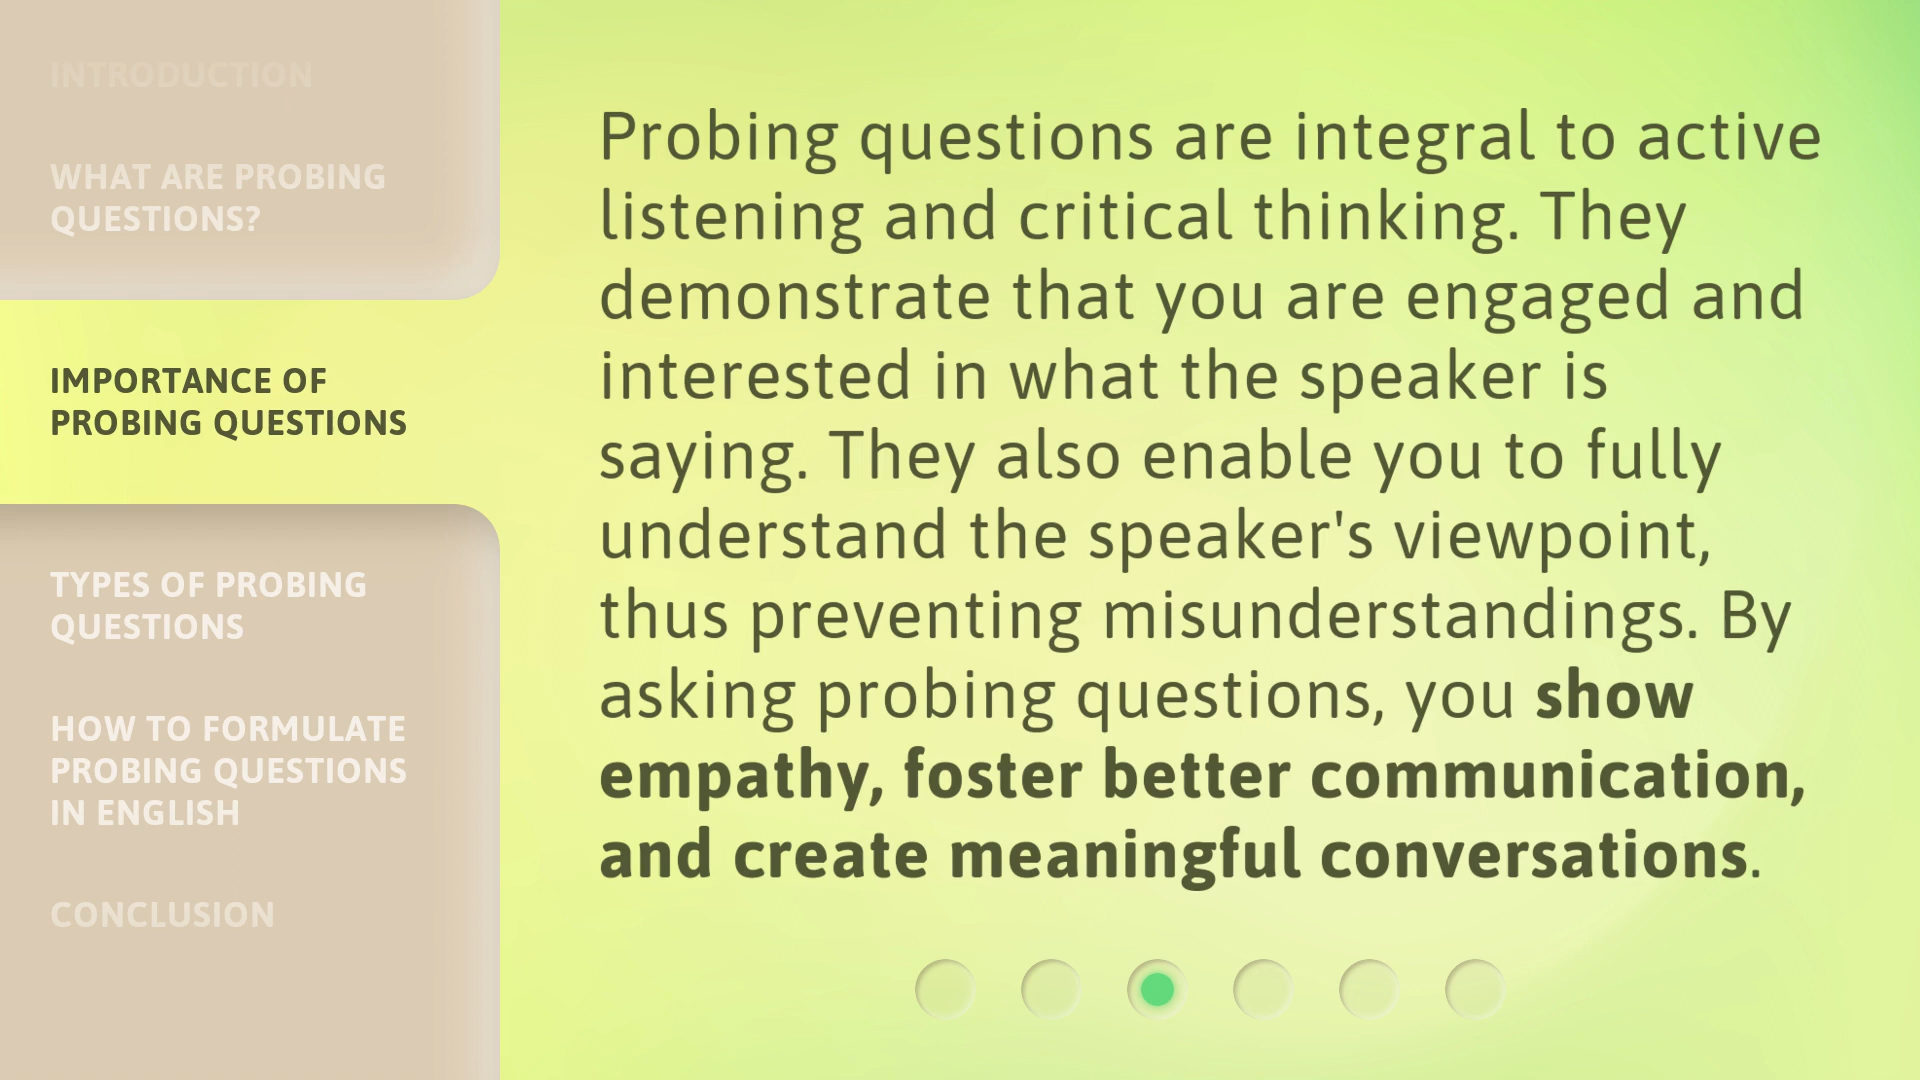 INTRODUCTION
WHAT ARE PROBING
QUESTIONS?
IMPORTANCE OF
PROBING QUESTIONS
TYPES OF PROBING
QUESTIONS
HOW TO FORMULATE
PROBING QUESTIONS
IN ENGLISH
CONCLUSION
Probing questions are integral to active
listening and critical thinking. They
demonstrate that you are engaged and
interested in what the speaker is
saying. They also enable you to fully
understand the speaker's viewpoint,
thus preventing misunderstandings. By
asking probing questions, you show
empathy, foster better communication,
and create meaningful conversations.